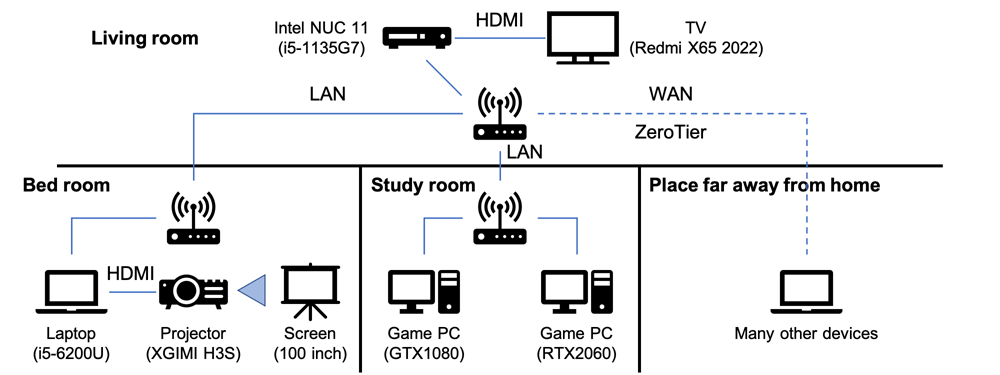 Living room
Intel NUC 11
(i5-1135G7)
HDMI
TV
(Redmi X65 2022)
LAN
WAN
ZeroTier
LAN
Bed room
HDMI
Laptop
(i5-6200U)
Projector
(XGIMI H3S)
Screen
(100 inch)
Study room
Game PC
(GTX1080)
Game PC
(RTX2060)
Place far away from home
Many other devices